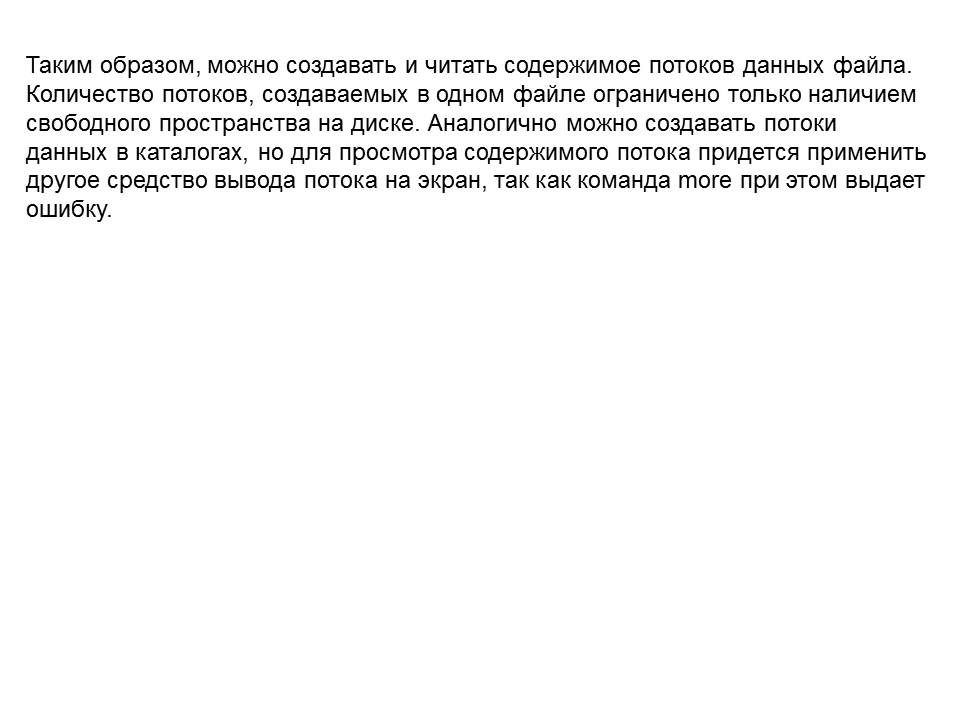 Таким образом, можно создавать и читать содержимое потоков данных файла.
Количество потоков, создаваемых в одном файле ограничено только наличием
свободного пространства на диске. Аналогично можно создавать потоки
данных в каталогах, но для просмотра содержимого потока придется применить
другое средство вывода потока на экран, так как команда more при этом выдает
ошибку.